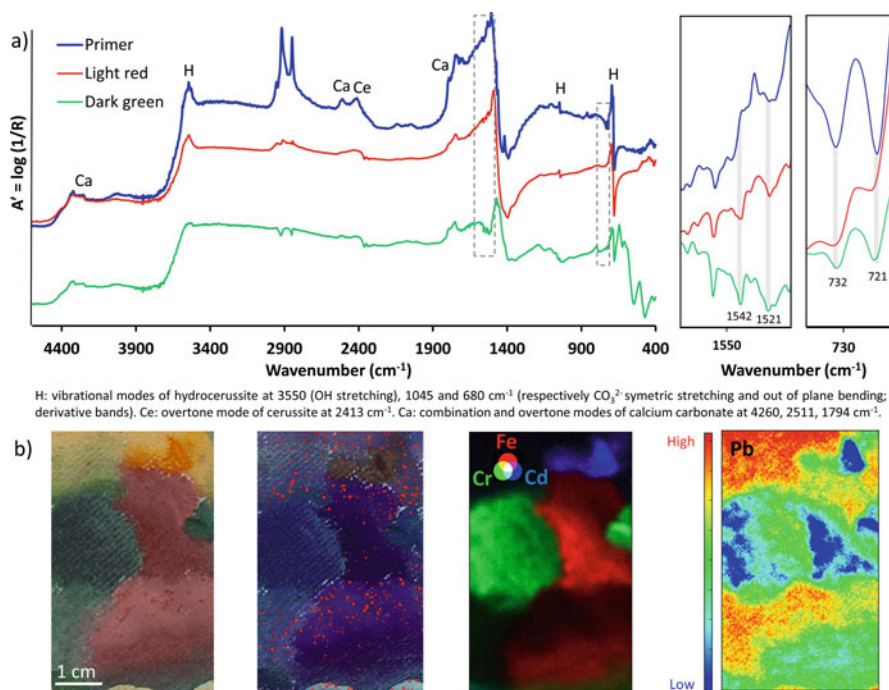 a)
Primer
Light red
Dark green
H
Ca
Ce
Ca
H
H
Ca
A’ = log (1/R)
4400 3900 3400 2900 2400 1900 1400 900 400
Wavenumber (cm-1)
1542 1521
1550
Wavenumber (cm-1)
732 721
730
H: vibrational modes of hydrocerussite at 3550 (OH stretching), 1045 and 680 cm-1 (respectively CO32- symetric stretching and out of plane bending;
derivative bands). Ce: overtone mode of cerussite at 2413 cm-1. Ca: combination and overtone modes of calcium carbonate at 4260, 2511, 1794 cm-1.
b)
1 cm
Fe
Cr Cd
High
Low
Pb